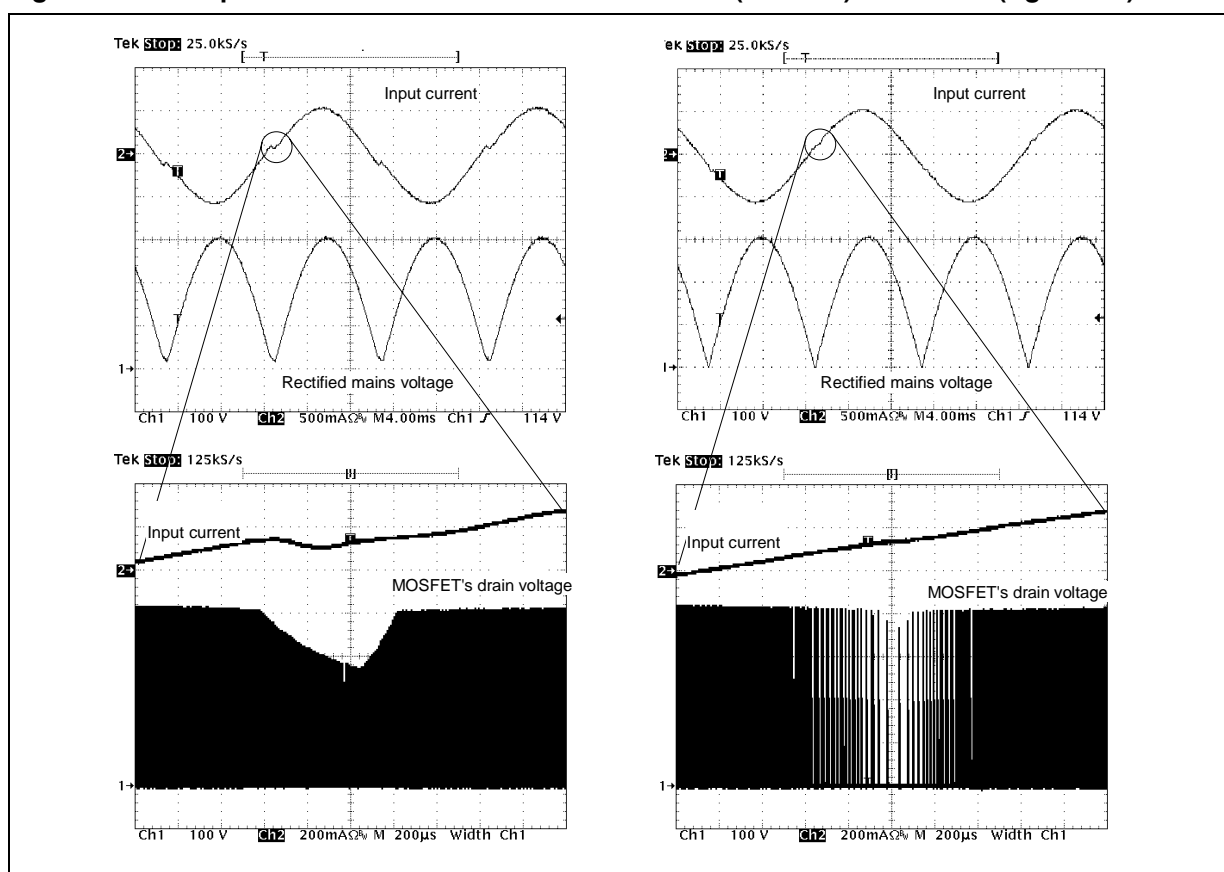 Tek Stop: 25.0kS/s
[ T ]
Input current
2→
T
T
Rectified mains voltage
1→
Ch1 100 V Ch2 500mAΩ M4.00ms Ch1 114 V
ek Stop: 25.0kS/s
[ T ]
Input current
2→
T
T
Rectified mains voltage
1→
Ch1 100 V Ch2 500mAΩ M4.00ms Ch1 114 V
Tek Stop: 125kS/s
Input current
T
2→
MOSFET's drain voltage
1→
Ch1 100 V Ch2 200mAΩ M 200µs Width Ch1
Tek Stop: 125kS/s
Input current
T
2→
MOSFET's drain voltage
1→
Ch1 100 V Ch2 200mAΩ M 200µs Width Ch1